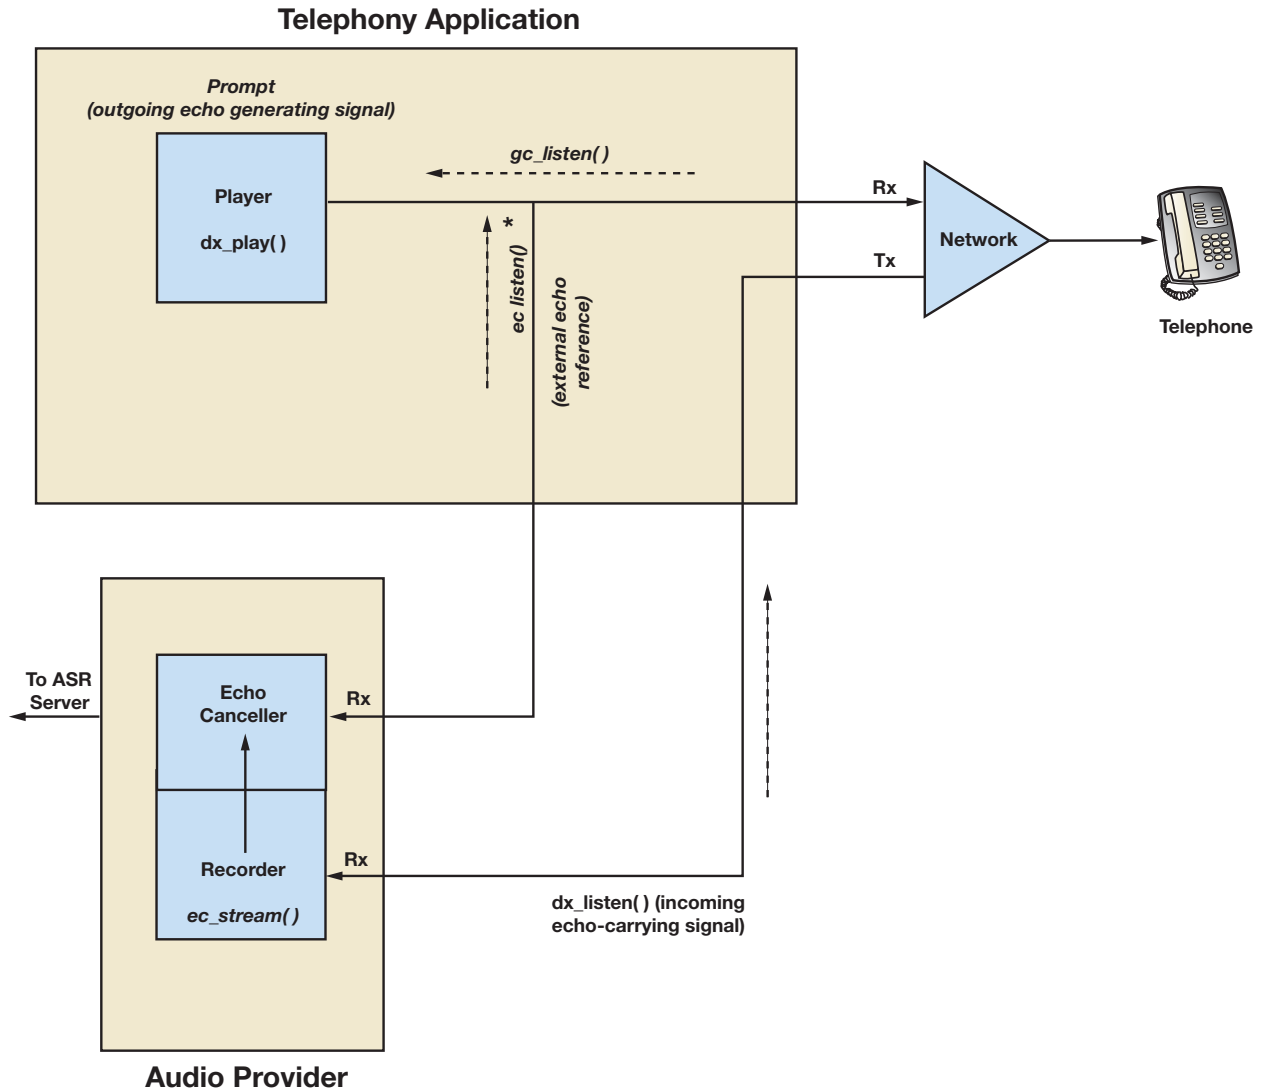 Telephony Application
Prompt
(outgoing echo generating signal)
Player
dx_play( )
gc_listen( )
*
ec listen()
(external echo
reference)
Rx
Tx
Network
Telephone
To ASR
Server
Echo
Canceller
Rx
Recorder
ec_stream( )
Rx
dx_listen( ) (incoming
echo-carrying signal)
Audio Provider